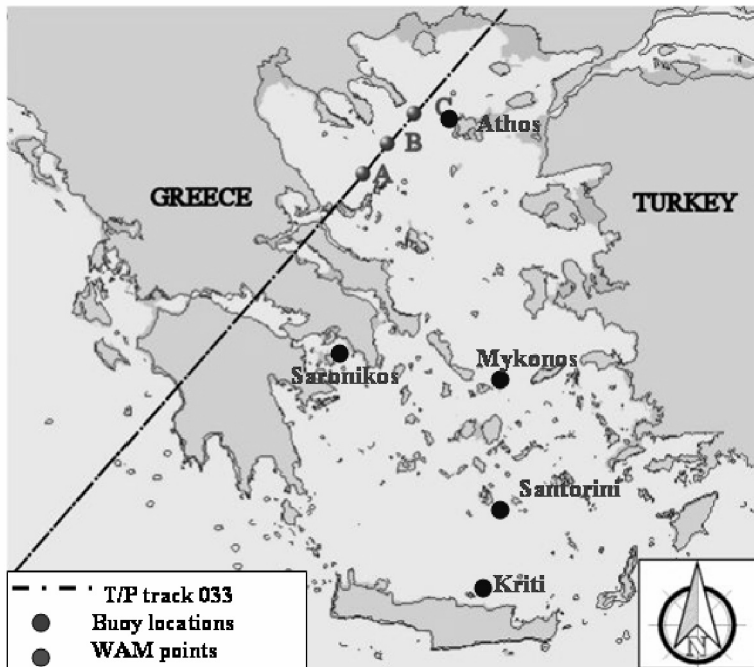 C
Athos
B
A
GREECE
TURKEY
Mykonos
Saronikos
Santorini
Kriti
T/P track 033
Buoy locations
WAM points
N